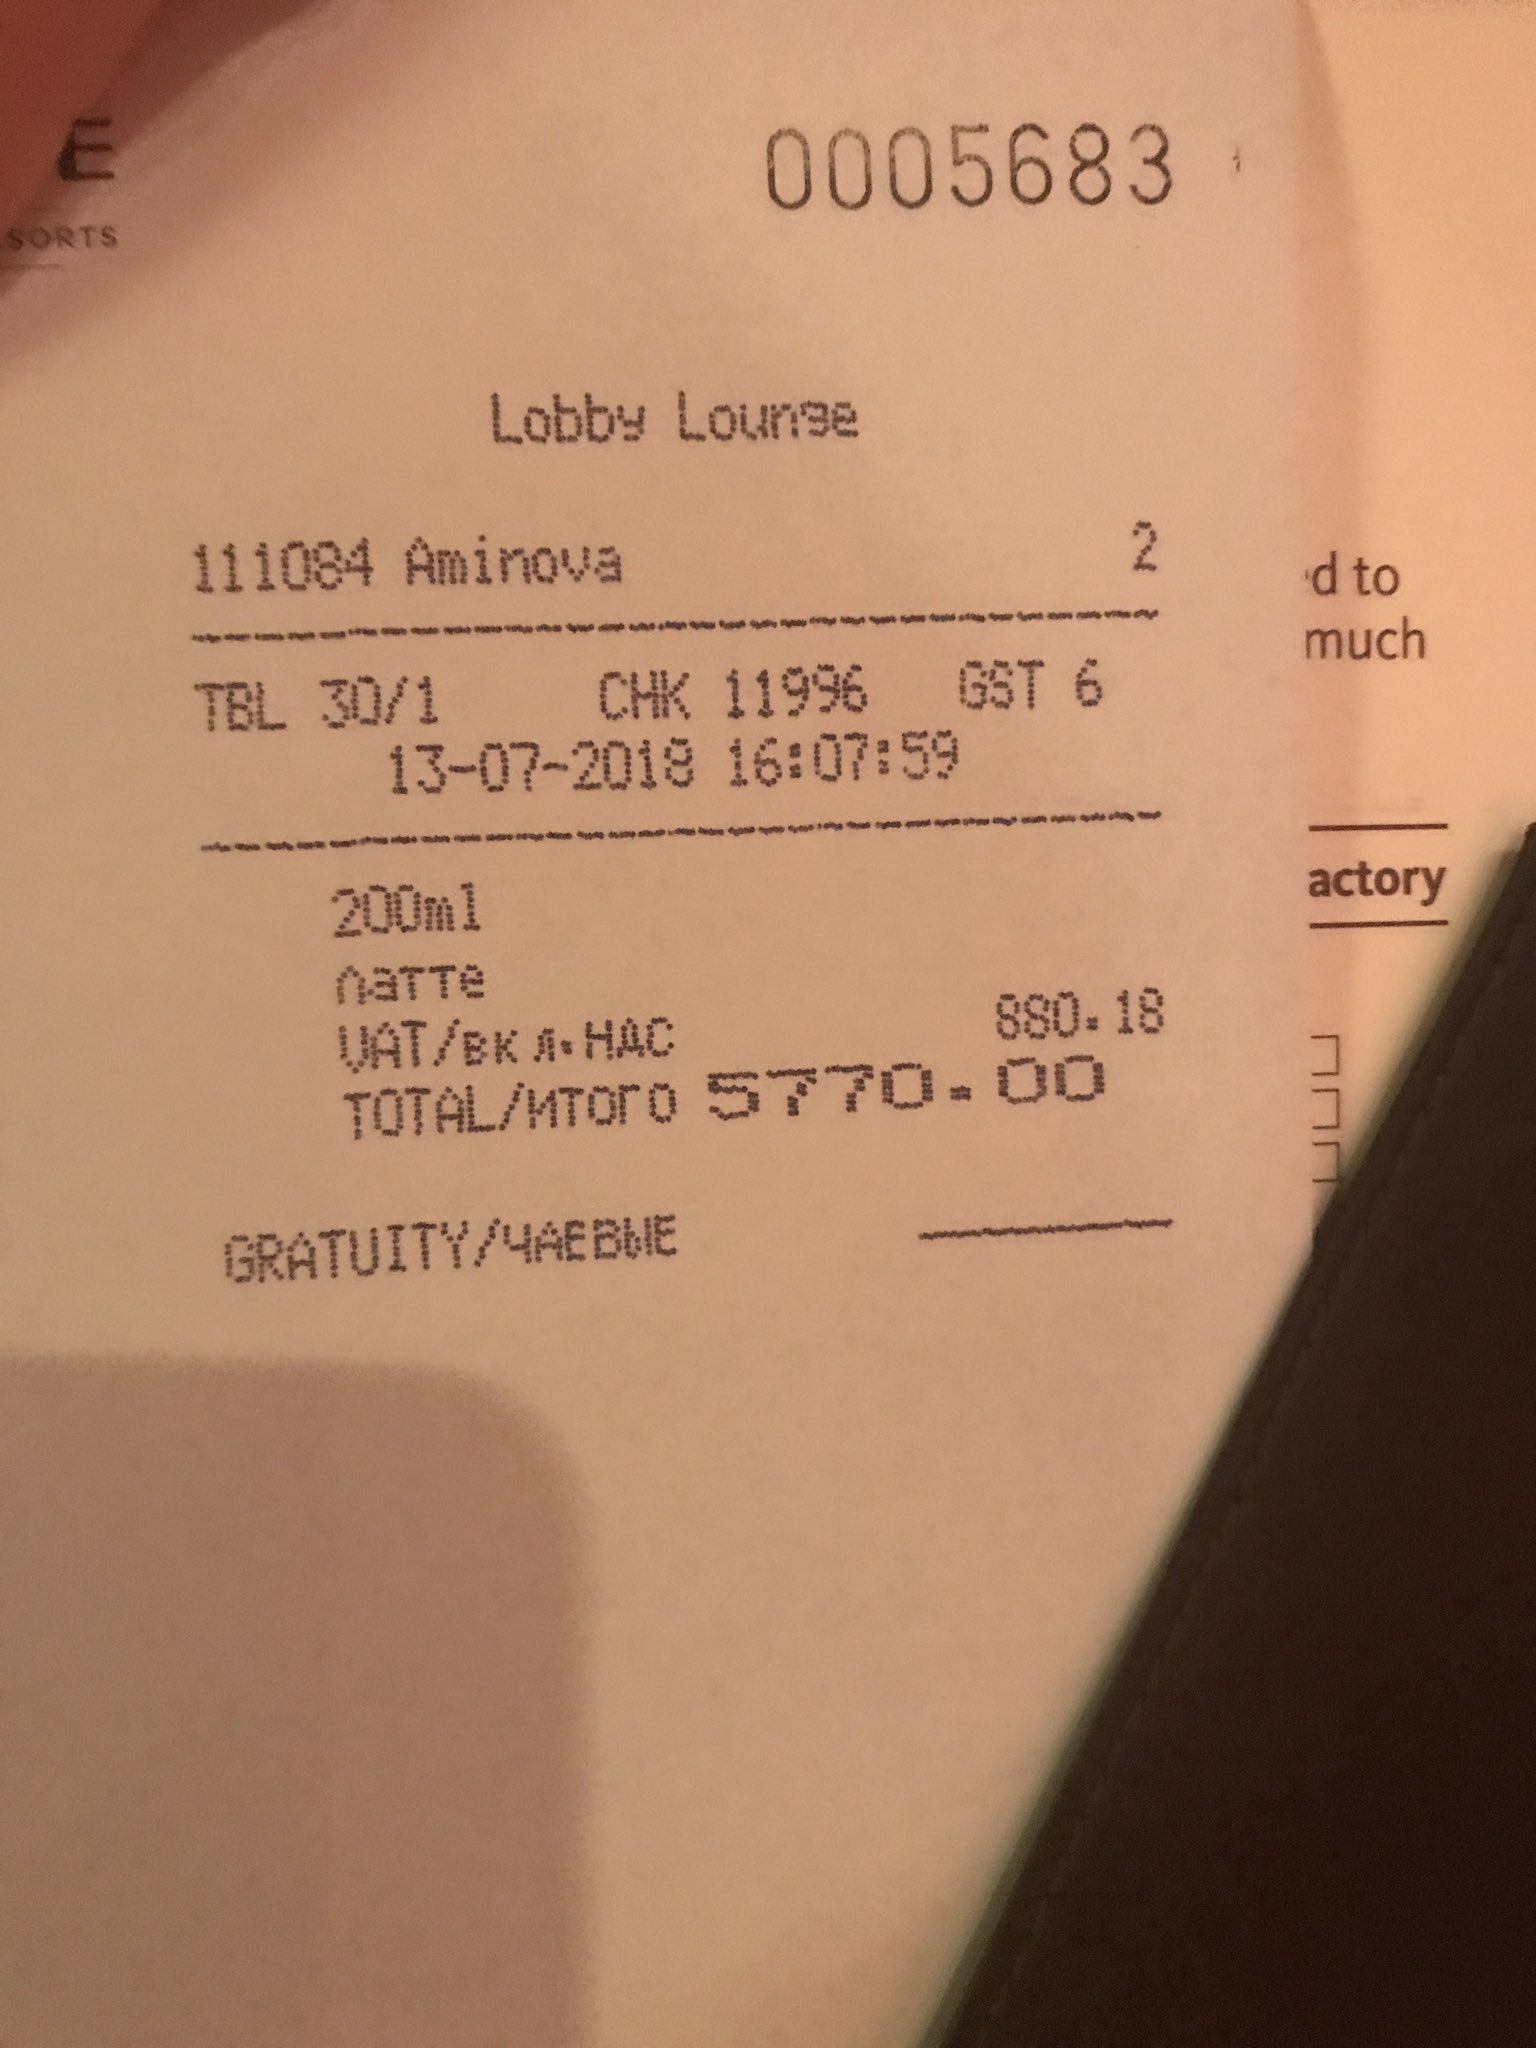 E
SORTS
0005683
Lobby Lounge
111084 Aminova 2
TBL 30/1 CHK 11996 GST 6
13-07-2018 16:07:59
200ml
латте
VAT/вкл.НДС 880.18
TOTAL/итого 5770.00
GRATUITY/ЧАЕВЫЕ
d to
much
actory